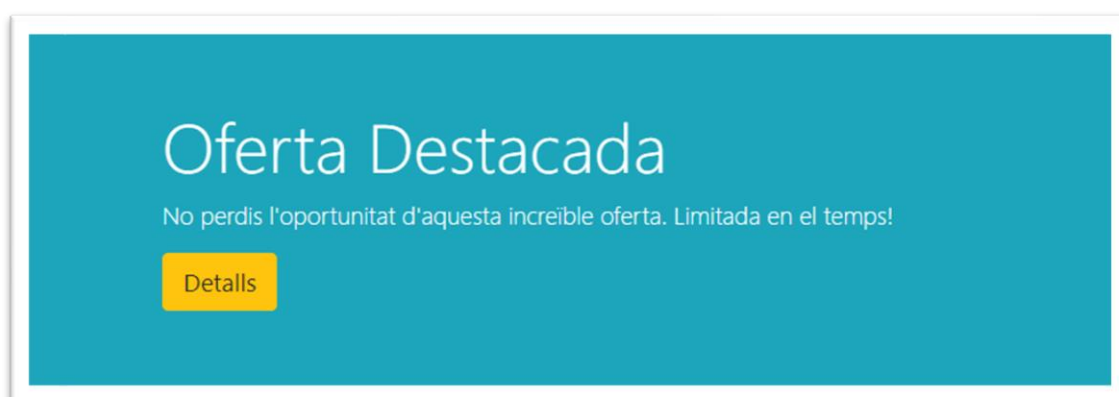 Oferta Destacada
No perdis l'oportunitat d'aquesta increïble oferta. Limitada en el temps!
Detalls